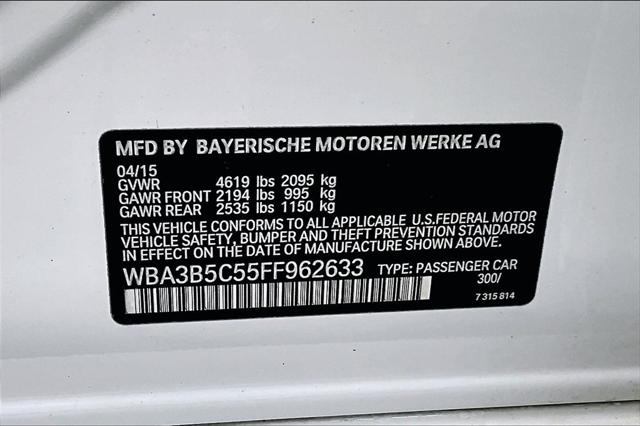 MFD BY BAYERISCHE MOTOREN WERKE AG
04/15
GVWR 4619 lbs 2095 kg
GAWR FRONT 2194 lbs 995 kg
GAWR REAR 2535 lbs 1150 kg
THIS VEHICLE CONFORMS TO ALL APPLICABLE U.S.FEDERAL MOTOR
VEHICLE SAFETY, BUMPER AND THEFT PREVENTION STANDARDS
IN EFFECT ON THE DATE OF MANUFACTURE SHOWN ABOVE.
WBA3B5C55FF962633 TYPE: PASSENGER CAR
300/
7 315 814